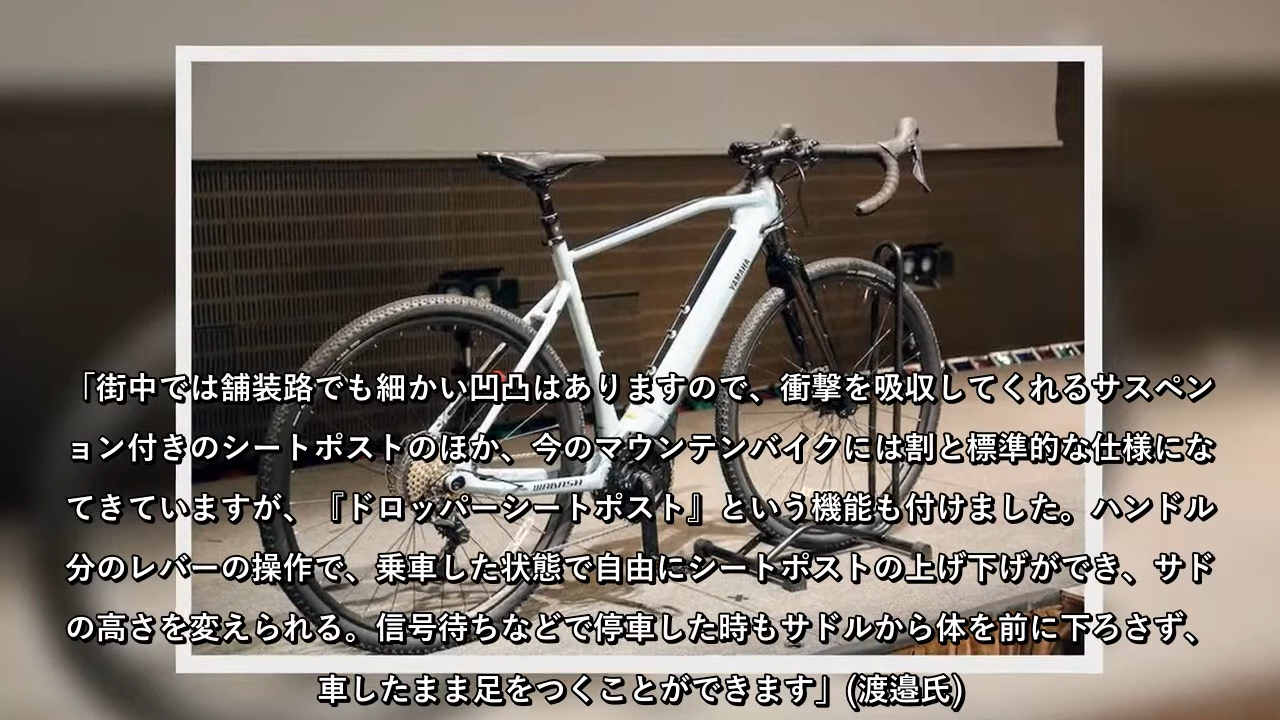 「街中では舗装路でも細かい凹凸はありますので、衝撃を吸収してくれるサスペン
ョン付きのシートポストのほか、今のマウンテンバイクには割と標準的な仕様にな
てきていますが、『ドロッパーシートポスト』という機能も付けました。ハンドル
分のレバーの操作で、乗車した状態で自由にシートポストの上げ下げができ、サド
の高さを変えられる。信号待ちなどで停車した時もサドルから体を前に下ろさず、
車したまま足をつくことができます」(渡邉氏)
YAMAHA
WABASH